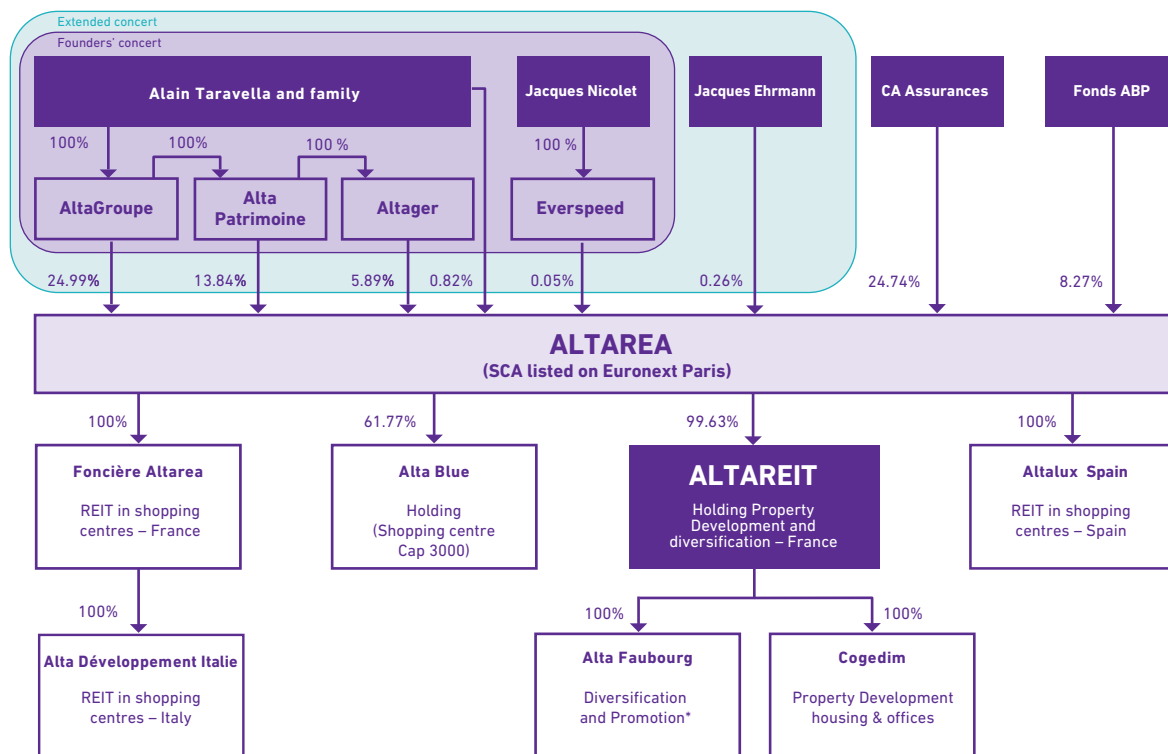 Extended concert
Founders' concert
Alain Taravella and family
Jacques Nicolet
Jacques Ehrmann
CA Assurances
Fonds ABP
100%
100%
100 %
100 %
AltaGroupe
Alta
Patrimoine
Altager
Everspeed
24.99%
13.84%
5.89%
0.82%
0.05%
0.26%
24.74%
8.27%
ALTAREA
(SCA listed on Euronext Paris)
100%
61.77%
99.63%
100%
Foncière Altarea
REIT in shopping
centres – France
Alta Blue
Holding
(Shopping centre
Cap 3000)
ALTAREIT
Holding Property
Development and
diversification – France
Altalux Spain
REIT in shopping
centres – Spain
100%
100%
100%
Alta Développement Italie
REIT in shopping
centres – Italy
Alta Faubourg
Diversification
and Promotion*
Cogedim
Property Development
housing & offices